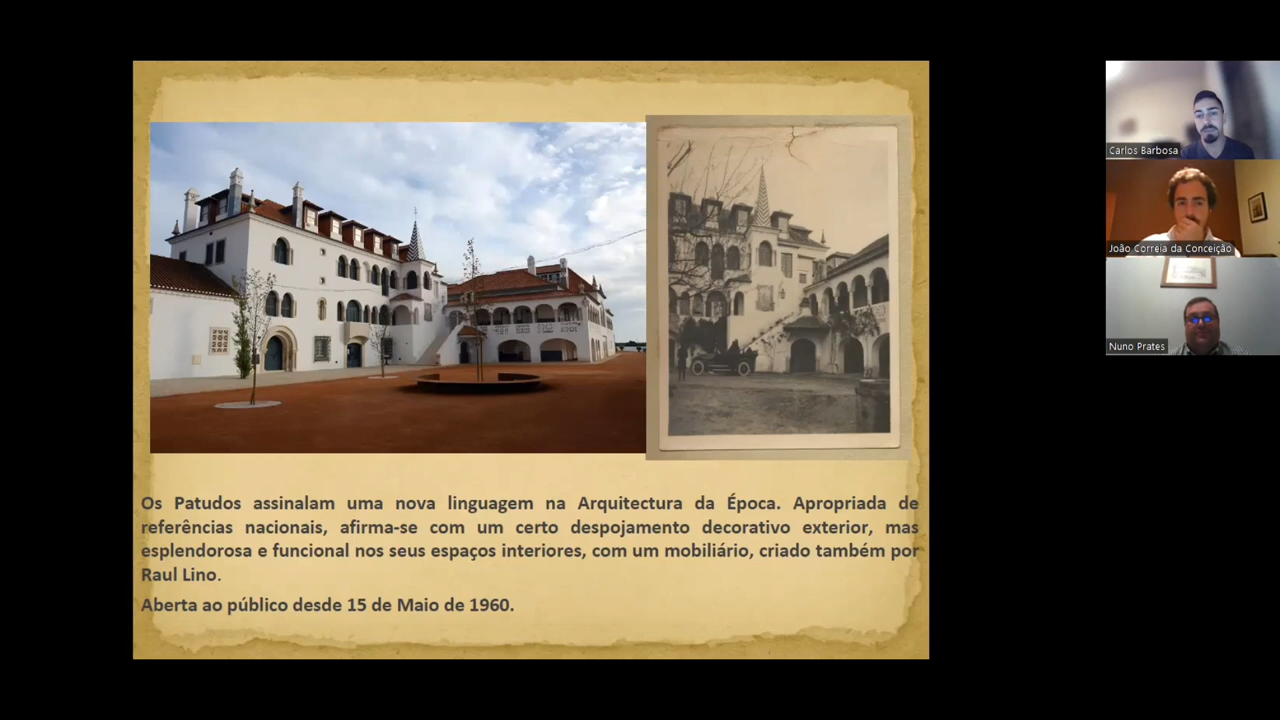 Os Patudos assinalam uma nova linguagem na Arquitectura da Época. Apropriada de
referências nacionais, afirma-se com um certo despojamento decorativo exterior, mas
esplendorosa e funcional nos seus espaços interiores, com um mobiliário, criado também por
Raul Lino.
Aberta ao público desde 15 de Maio de 1960.
Carlos Barbosa
João Correia da Conceição
Nuno Prates